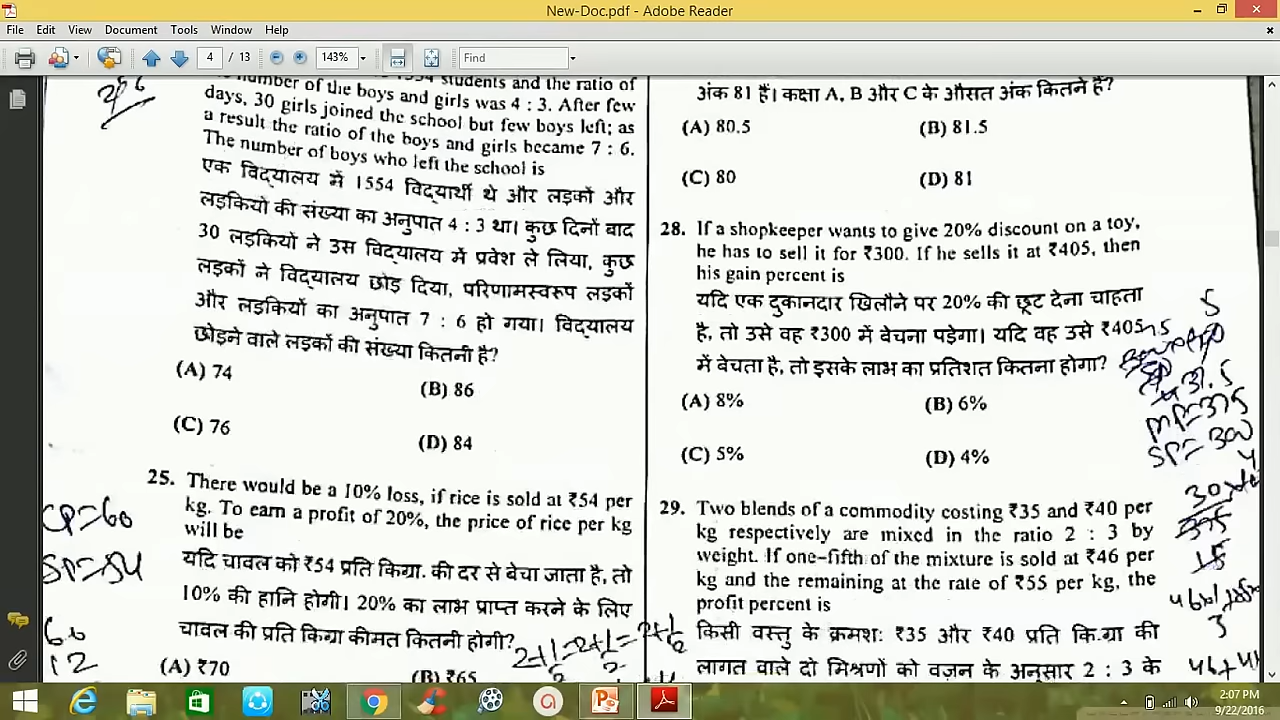 New-Doc.pdf - Adobe Reader
File Edit View Document Tools Window Help
4 / 13 143% Find
number of the boys and girls was 4 : 3. After few
days, 30 girls joined the school but few boys left; as
a result the ratio of the boys and girls became 7 : 6.
The number of boys who left the school is
एक विद्यालय में 1554 विद्यार्थी थे और लड़कों और
लड़कियों की संख्या का अनुपात 4 : 3 था। कुछ दिनों बाद
30 लड़कियों ने उस विद्यालय में प्रवेश ले लिया, कुछ
लड़कों ने विद्यालय छोड़ दिया, परिणामस्वरूप लड़कों
और लड़कियों का अनुपात 7 : 6 हो गया। विद्यालय
छोड़ने वाले लड़कों की संख्या कितनी है?
(A) 74
(B) 86
(C) 76
(D) 84
25. There would be a 10% loss, if rice is sold at ₹54 per
kg. To earn a profit of 20%, the price of rice per kg
will be
यदि चावल को ₹54 प्रति किग्रा. की दर से बेचा जाता है, तो
10% की हानि होगी। 20% का लाभ प्राप्त करने के लिए
चावल की प्रति किग्रा कीमत कितनी होगी?
(A) ₹70
(B) ₹65
CP=60
SP=54
60
12
अंक 81 हैं। कक्षा A, B और C के औसत अंक कितने हैं?
(A) 80.5 (B) 81.5
(C) 80 (D) 81
28. If a shopkeeper wants to give 20% discount on a toy,
he has to sell it for ₹300. If he sells it at ₹405, then
his gain percent is
यदि एक दुकानदार खिलौने पर 20% की छूट देना चाहता
है, तो उसे वह ₹300 में बेचना पड़ेगा। यदि वह उसे ₹405
में बेचता है, तो इसके लाभ का प्रतिशत कितना होगा?
(A) 8% (B) 6%
(C) 5% (D) 4%
5
MP=375
SP=300
29. Two blends of a commodity costing ₹35 and ₹40 per
kg respectively are mixed in the ratio 2 : 3 by
weight. If one-fifth of the mixture is sold at ₹46 per
kg and the remaining at the rate of ₹55 per kg, the
profit percent is
किसी वस्तु के क्रमशः ₹35 और ₹40 प्रति कि.ग्रा की
लागत वाले दो मिश्रणों को वज़न के अनुसार 2 : 3 के
2:07 PM
9/22/2016